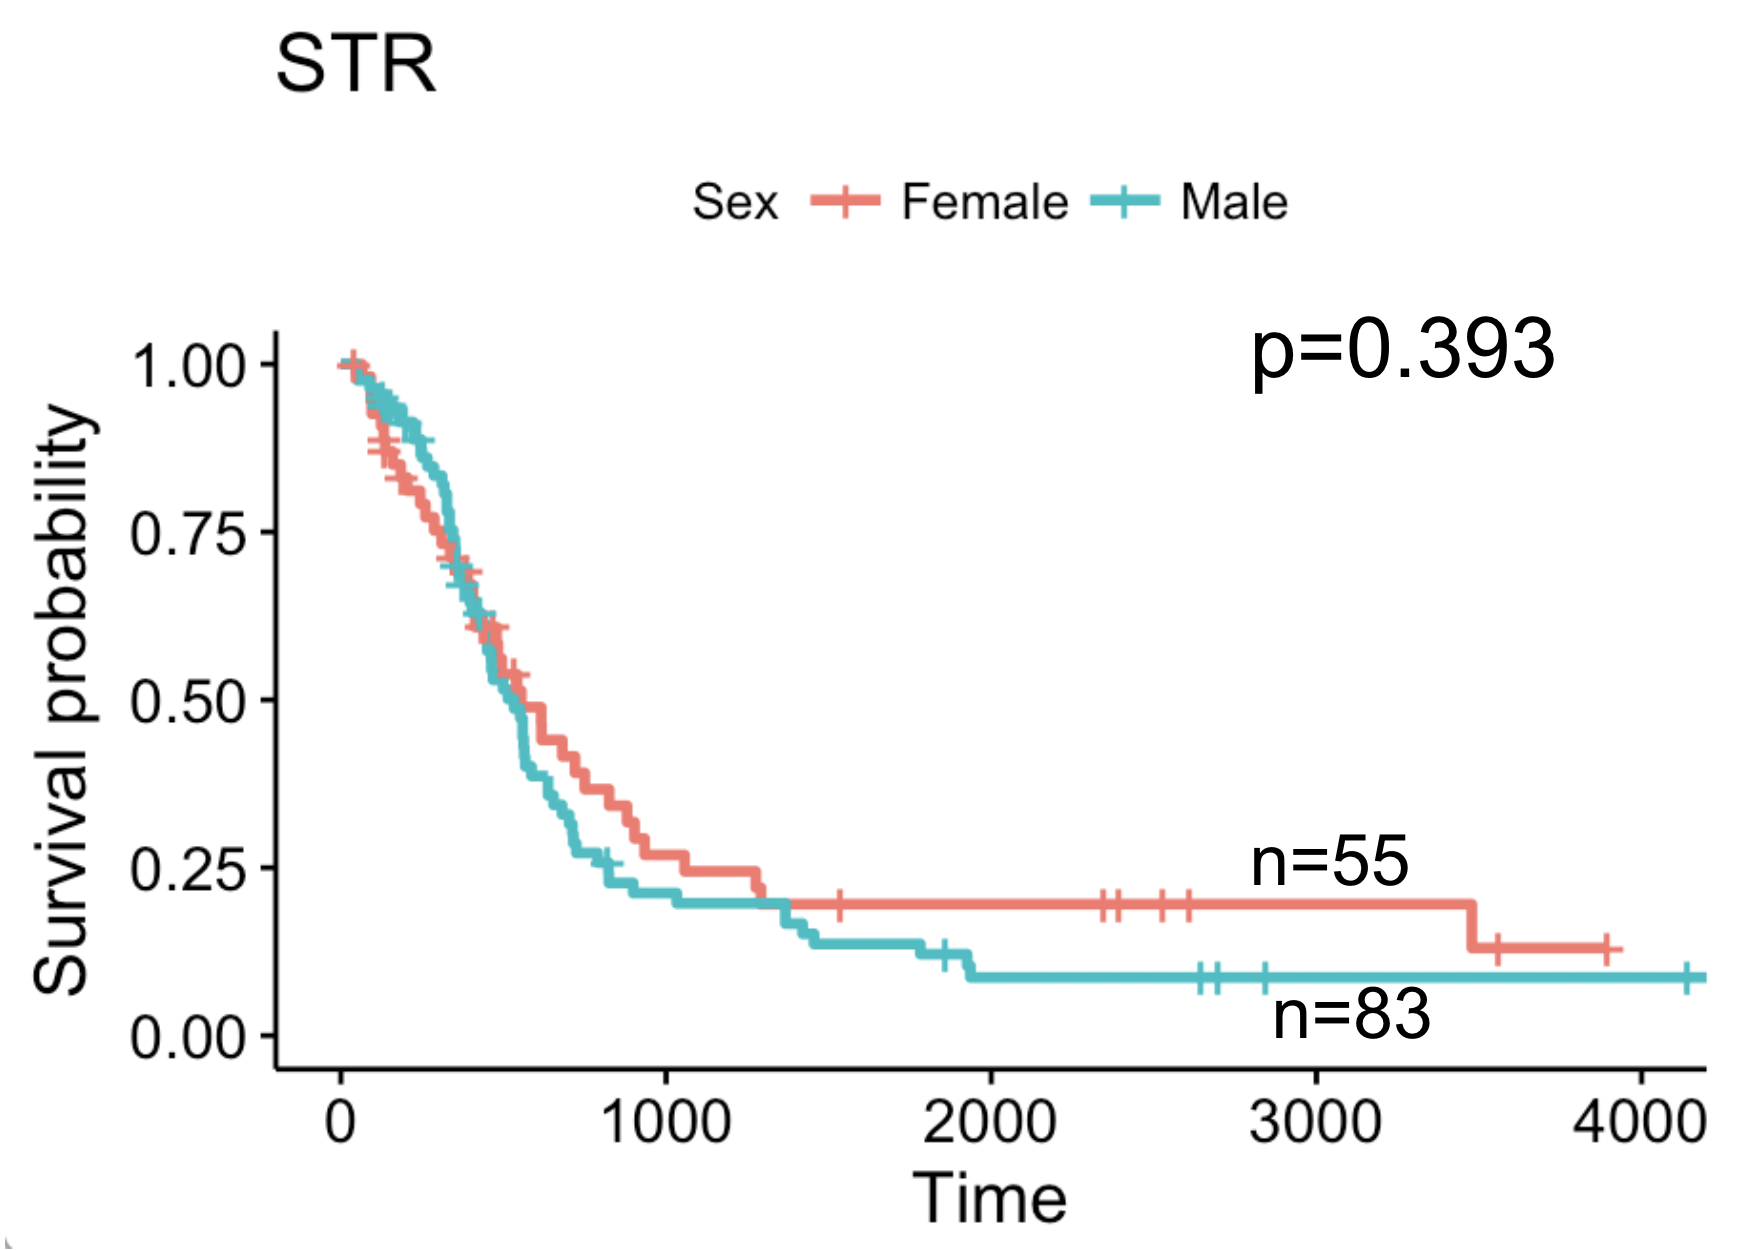 STR
Sex Female Male
p=0.393
Survival probability
1.00
0.75
0.50
0.25
0.00
n=55
n=83
0 1000 2000 3000 4000
Time